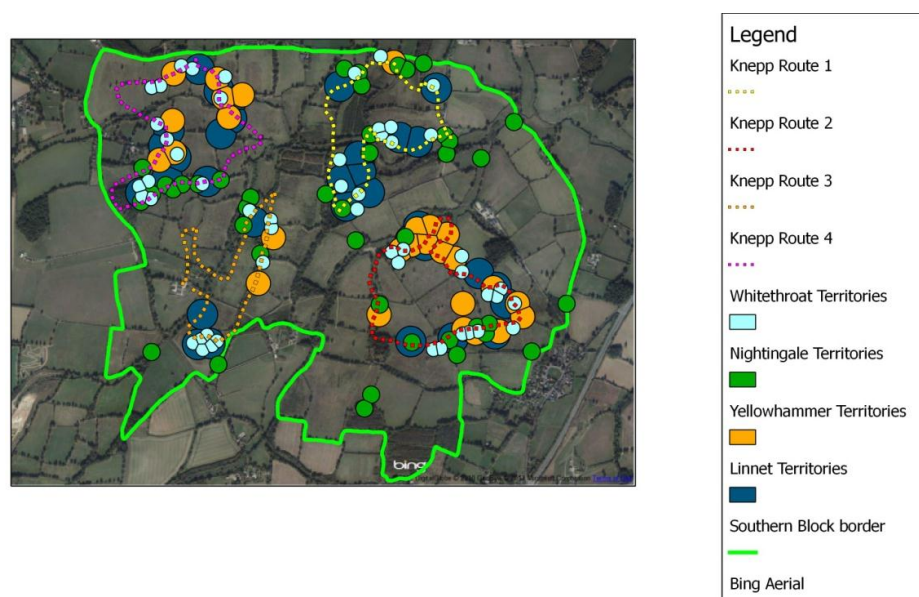 Legend
Knepp Route 1
Knepp Route 2
Knepp Route 3
Knepp Route 4
Whitethroat Territories
Nightingale Territories
Yellowhammer Territories
Linnet Territories
Southern Block border
Bing Aerial
bing